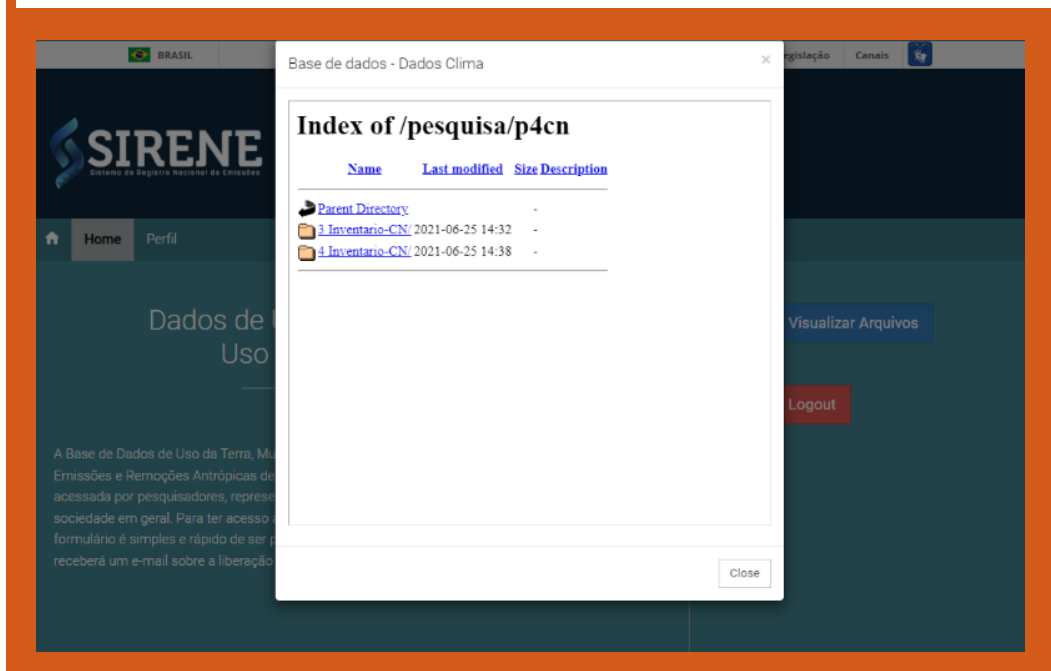 BRASIL
Base de dados - Dados Clima
×
egislação
Canais
SIRENE
Sistema de Registro Nacional de Emissões
Index of /pesquisa/p4cn
Name Last modified Size Description
Parent Directory -
3 Inventario-CN/ 2021-06-25 14:32 -
4 Inventario-CN/ 2021-06-25 14:38 -
Home Perfil
Dados de
Uso
Visualizar Arquivos
Logout
A Base de Dados de Uso da Terra, Mu
Emissões e Remoções Antrópicas de
acessada por pesquisadores, represe
sociedade em geral. Para ter acesso
formulário é simples e rápido de ser p
receberá um e-mail sobre a liberação
Close